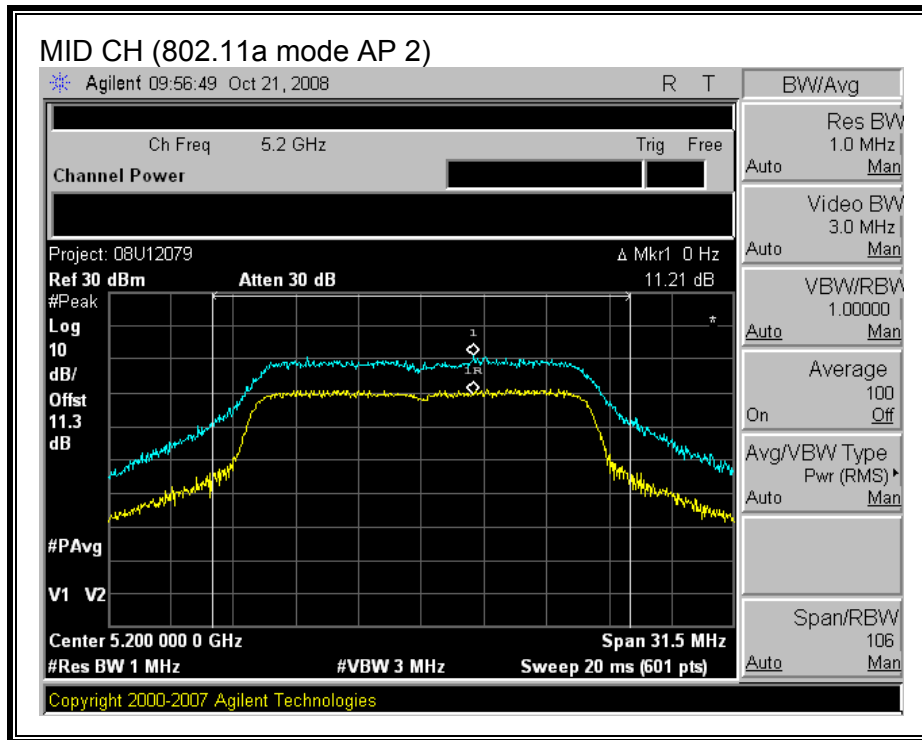 MID CH (802.11a mode AP 2)
Agilent 09:56:49 Oct 21, 2008 R T
BW/Avg
Ch Freq 5.2 GHz Trig Free
Channel Power
Project: 08U12079 Δ Mkr1 0 Hz
Ref 30 dBm Atten 30 dB 11.21 dB
#Peak
Log
10
dB/
Offst
11.3
dB
*
1
1R
#PAvg
V1 V2
Center 5.200 000 0 GHz Span 31.5 MHz
#Res BW 1 MHz #VBW 3 MHz Sweep 20 ms (601 pts)
Copyright 2000-2007 Agilent Technologies
Res BW
1.0 MHz
Auto Man
Video BW
3.0 MHz
Auto Man
VBW/RBW
1.00000
Auto Man
Average
100
On Off
Avg/VBW Type
Pwr (RMS)
Auto Man
Span/RBW
106
Auto Man